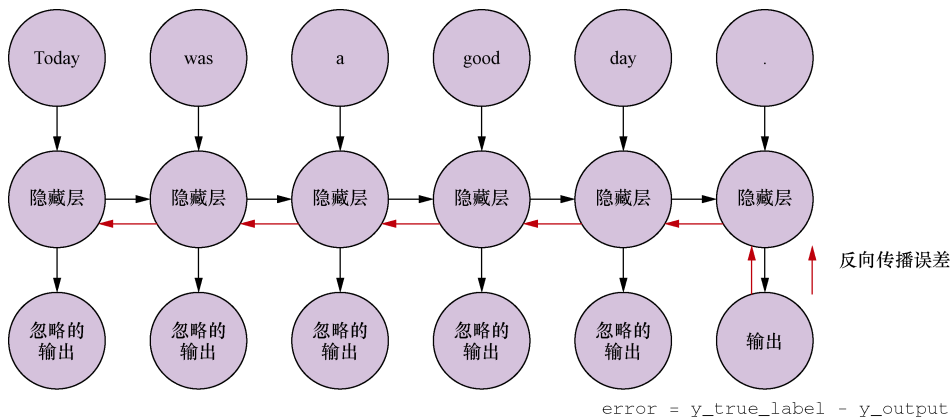 Today
was
a
good
day
.
隐藏层
隐藏层
隐藏层
隐藏层
隐藏层
隐藏层
反向传播误差
忽略的
输出
忽略的
输出
忽略的
输出
忽略的
输出
忽略的
输出
输出
error = y_true_label - y_output